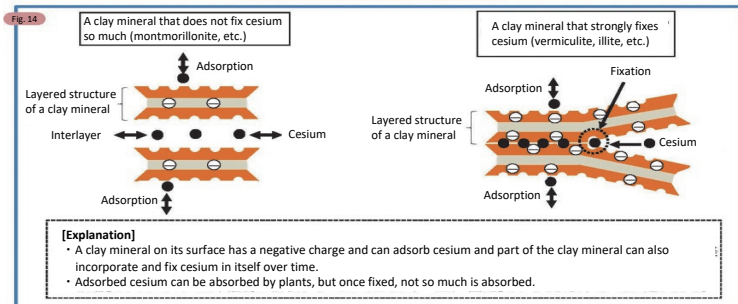 Fig. 14
A clay mineral that does not fix cesium
so much (montmorillonite, etc.)
Adsorption
Layered structure
of a clay mineral
Interlayer
Cesium
Adsorption
A clay mineral that strongly fixes
cesium (vermiculite, illite, etc.)
Fixation
Adsorption
Layered structure
of a clay mineral
Cesium
Adsorption
[Explanation]
・A clay mineral on its surface has a negative charge and can adsorb cesium and part of the clay mineral can also
incorporate and fix cesium in itself over time.
・Adsorbed cesium can be absorbed by plants, but once fixed, not so much is absorbed.